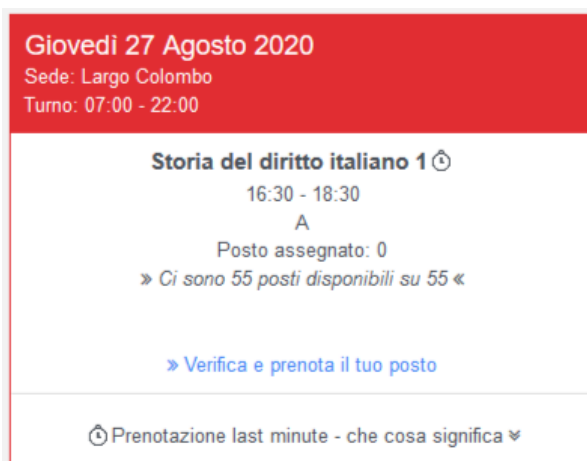 Giovedì 27 Agosto 2020
Sede: Largo Colombo
Turno: 07:00 - 22:00
Storia del diritto italiano 1
16:30 - 18:30
A
Posto assegnato: 0
» Ci sono 55 posti disponibili su 55 «
» Verifica e prenota il tuo posto
Prenotazione last minute - che cosa significa